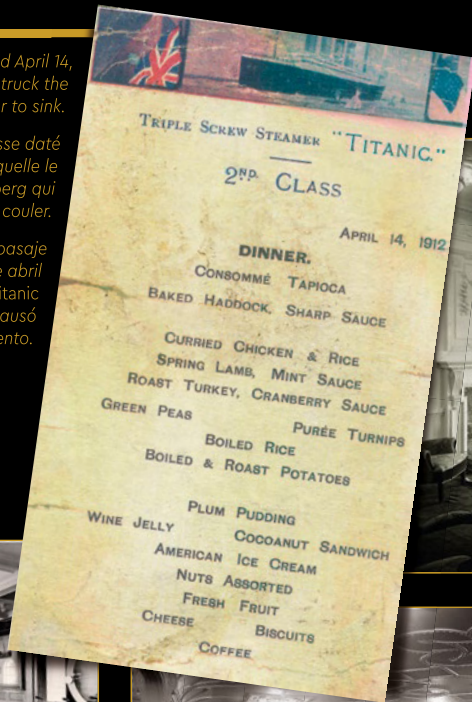 d April 14,
truck the
r to sink.
sse daté
quelle le
berg qui
couler.
pasaje
e abril
itanic
ausó
ento.
TRIPLE SCREW STEAMER "TITANIC."
2ND CLASS
APRIL 14, 1912
DINNER.
CONSOMMÉ TAPIOCA
BAKED HADDOCK, SHARP SAUCE
CURRIED CHICKEN & RICE
SPRING LAMB, MINT SAUCE
ROAST TURKEY, CRANBERRY SAUCE
GREEN PEAS PURÉE TURNIPS
BOILED RICE
BOILED & ROAST POTATOES
PLUM PUDDING
WINE JELLY COCOANUT SANDWICH
AMERICAN ICE CREAM
NUTS ASSORTED
FRESH FRUIT
CHEESE BISCUITS
COFFEE